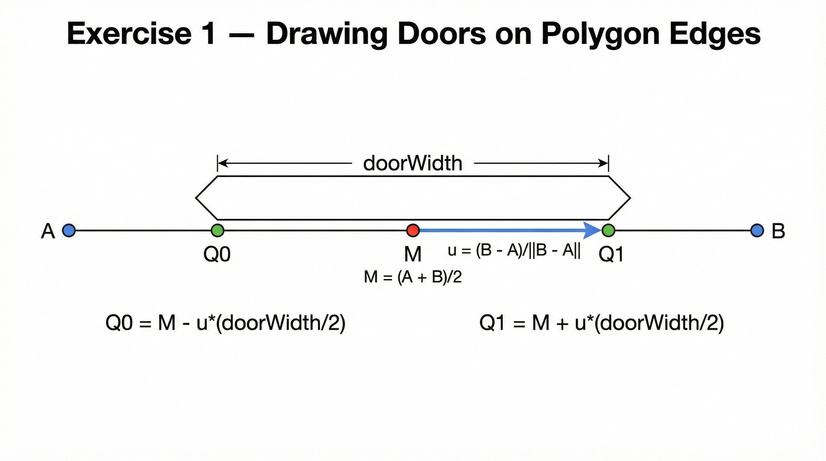 Exercise 1 — Drawing Doors on Polygon Edges
doorWidth
A
B
Q0
M
u = (B - A)/||B - A||
Q1
M = (A + B)/2
Q0 = M - u*(doorWidth/2)
Q1 = M + u*(doorWidth/2)